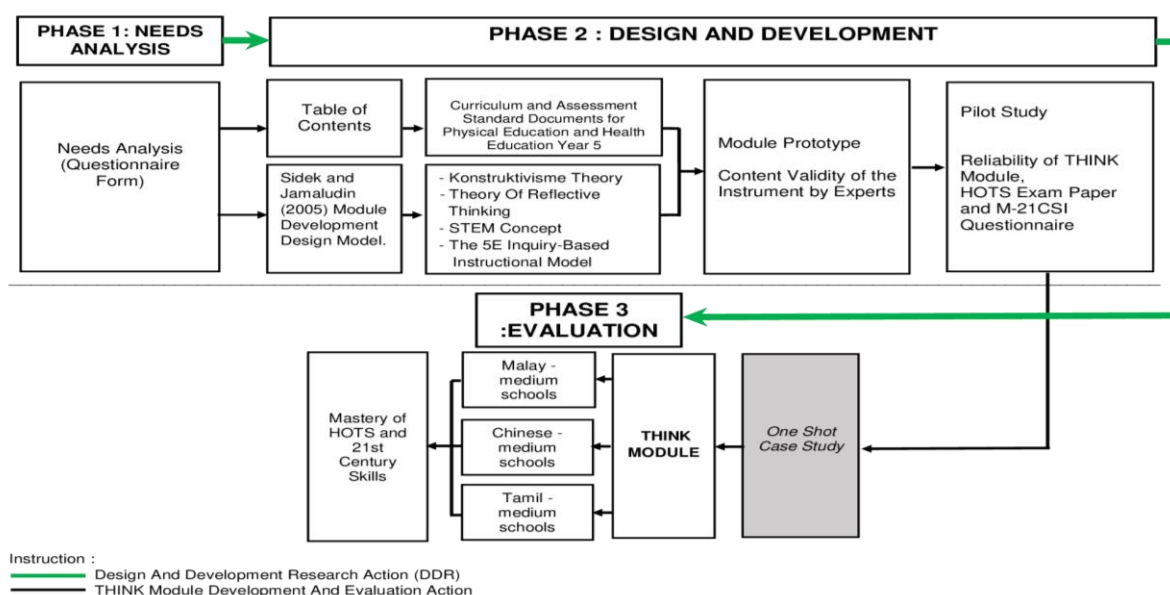 PHASE 1: NEEDS
ANALYSIS
PHASE 2 : DESIGN AND DEVELOPMENT
Needs Analysis
(Questionnaire
Form)
Table of
Contents
Sidek and
Jamaludin
(2005) Module
Development
Design Model.
Curriculum and Assessment
Standard Documents for
Physical Education and Health
Education Year 5
- Konstruktivisme Theory
- Theory Of Reflective
Thinking
- STEM Concept
- The 5E Inquiry-Based
Instructional Model
Module Prototype
Content Validity of the
Instrument by Experts
Pilot Study
Reliability of THINK
Module,
HOTS Exam Paper
and M-21CSI
Questionnaire
PHASE 3
:EVALUATION
Mastery of
HOTS and
21st
Century
Skills
Malay -
medium
schools
Chinese -
medium
schools
Tamil -
medium
schools
THINK
MODULE
One Shot
Case Study
Instruction :
Design And Development Research Action (DDR)
THINK Module Development And Evaluation Action